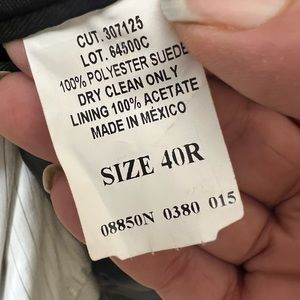 CUT. 307125
LOT. 64500C
100% POLYESTER SUEDE
DRY CLEAN ONLY
LINING 100% ACETATE
MADE IN MÉXICO
SIZE 40R
08850N 0380 015